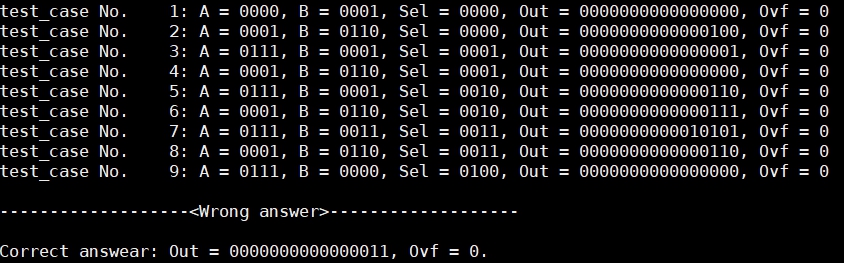 test_case No.    1: A = 0000, B = 0001, Sel = 0000, Out = 0000000000000000, Ovf = 0
test_case No.    2: A = 0001, B = 0110, Sel = 0000, Out = 0000000000000100, Ovf = 0
test_case No.    3: A = 0111, B = 0001, Sel = 0001, Out = 0000000000000001, Ovf = 0
test_case No.    4: A = 0001, B = 0110, Sel = 0001, Out = 0000000000000000, Ovf = 0
test_case No.    5: A = 0111, B = 0001, Sel = 0010, Out = 0000000000000110, Ovf = 0
test_case No.    6: A = 0001, B = 0110, Sel = 0010, Out = 0000000000000111, Ovf = 0
test_case No.    7: A = 0111, B = 0011, Sel = 0011, Out = 0000000000010101, Ovf = 0
test_case No.    8: A = 0001, B = 0110, Sel = 0011, Out = 0000000000000110, Ovf = 0
test_case No.    9: A = 0111, B = 0000, Sel = 0100, Out = 0000000000000000, Ovf = 0
-------------------<Wrong answer>-------------------
Correct answear: Out = 0000000000000011, Ovf = 0.